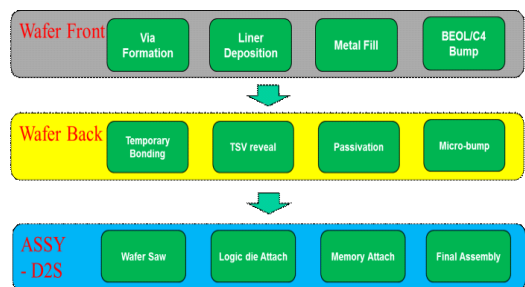 Wafer Front
Via
Formation
Liner
Deposition
Metal Fill
BEOL/C4
Bump
Wafer Back
Temporary
Bonding
TSV reveal
Passivation
Micro-bump
ASSY
- D2S
Wafer Saw
Logic die Attach
Memory Attach
Final Assembly